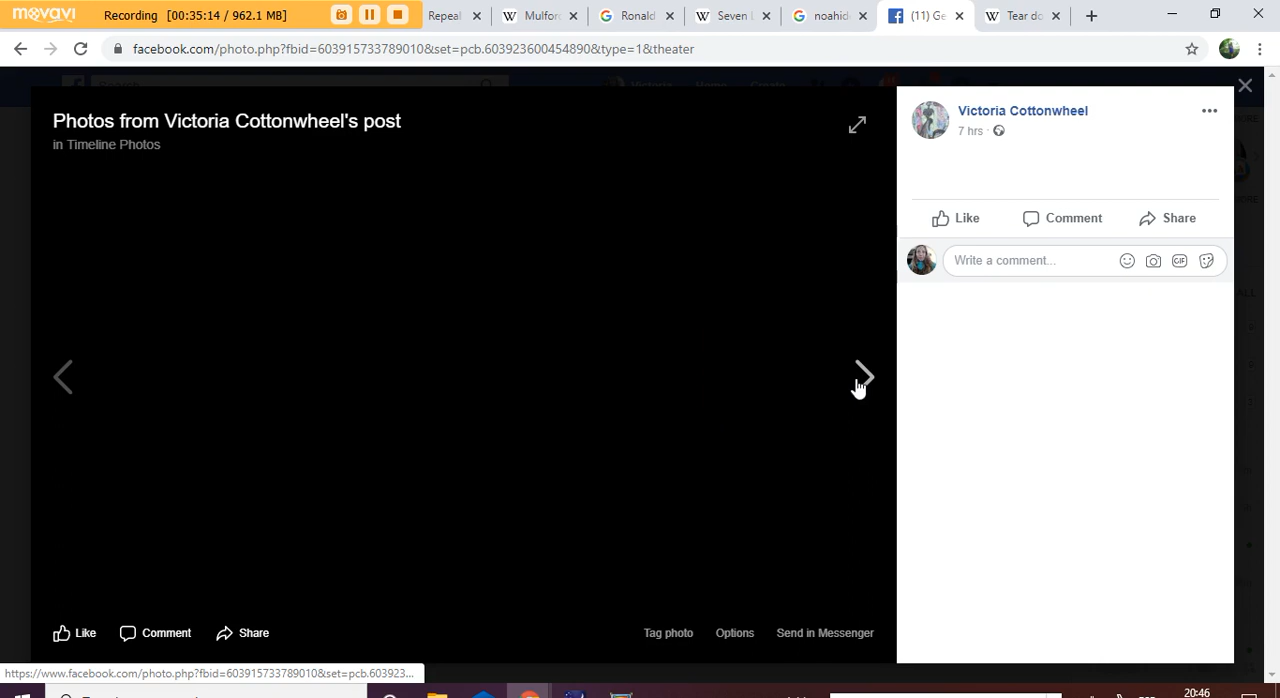 movavi Recording [00:35:14 / 962.1 MB] Repeal Mulford Ronald Seven L noahid (11) Ge Tear do
facebook.com/photo.php?fbid=603915733789010&set=pcb.603923600454890&type=1&theater
Photos from Victoria Cottonwheel's post
in Timeline Photos
Victoria Cottonwheel
7 hrs ·
Like Comment Share
Write a comment...
GIF
Like Comment Share Tag photo Options Send in Messenger
https://www.facebook.com/photo.php?fbid=603915733789010&set=pcb.603923...
20:46